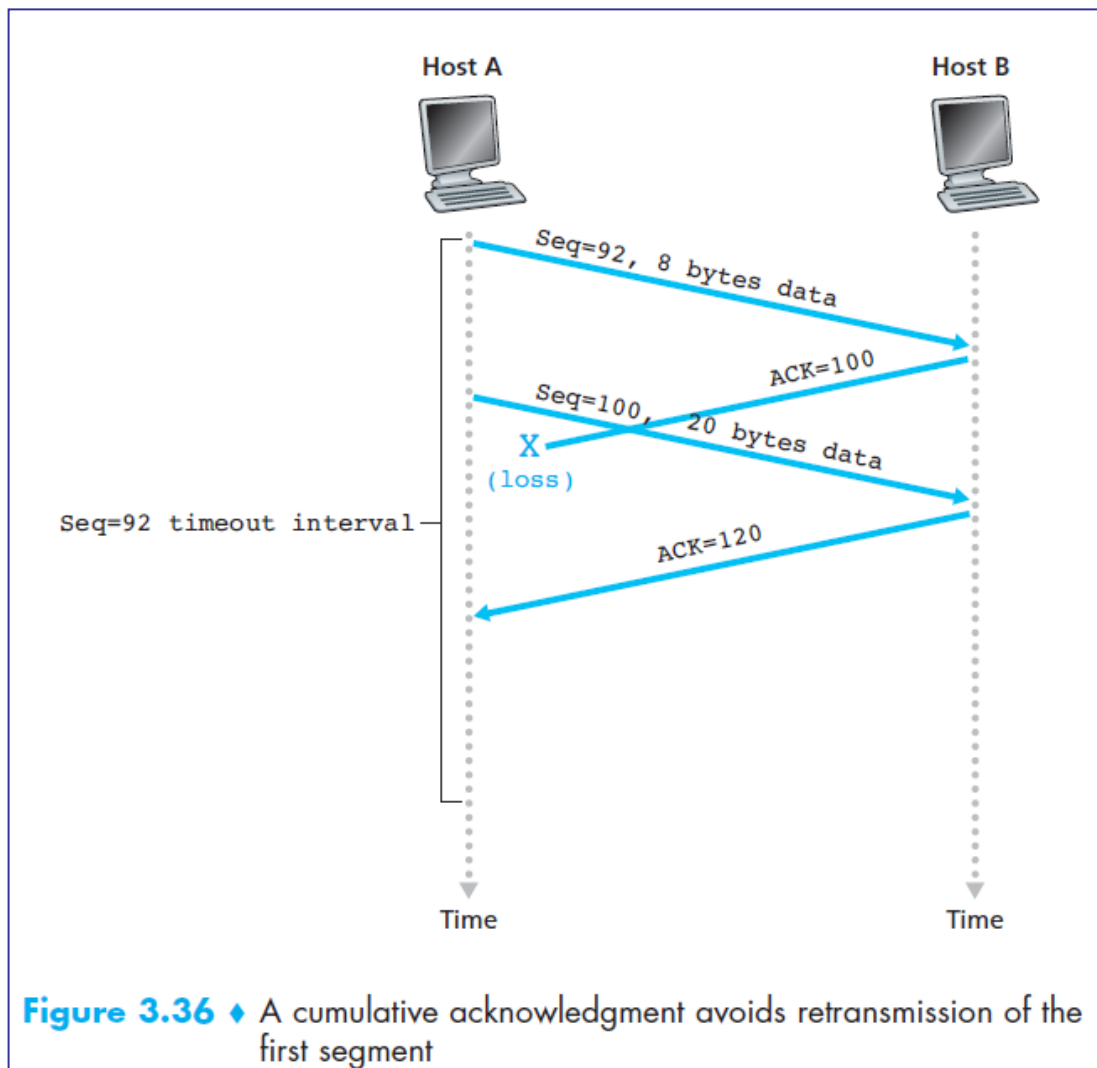 Host A
Host B
Seq=92, 8 bytes data
ACK=100
Seq=100, 20 bytes data
X
(loss)
Seq=92 timeout interval
ACK=120
Time
Time
Figure 3.36 ♦ A cumulative acknowledgment avoids retransmission of the
first segment